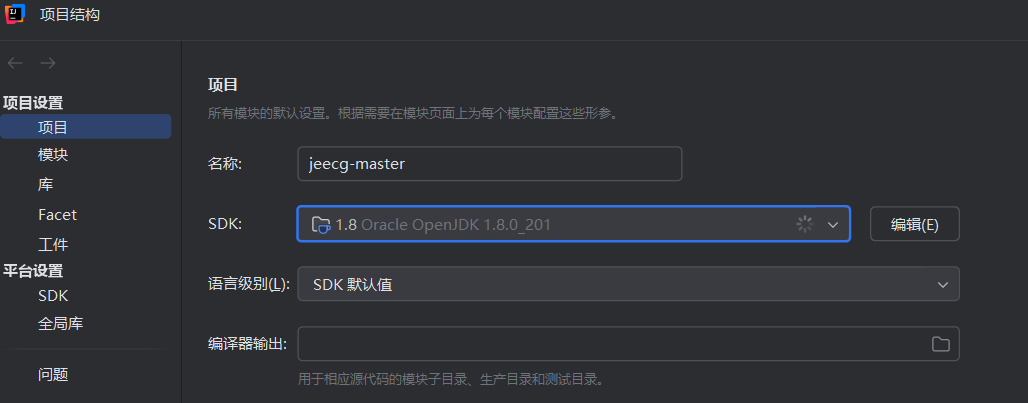 项目结构
项目设置
项目
模块
库
Facet
工件
平台设置
SDK
全局库
问题
项目
所有模块的默认设置。根据需要在模块页面上为每个模块配置这些形参。
名称: jeecg-master
SDK: 1.8 Oracle OpenJDK 1.8.0_201 编辑(E)
语言级别(L): SDK 默认值
编译器输出:
用于相应源代码的模块子目录、生产目录和测试目录。